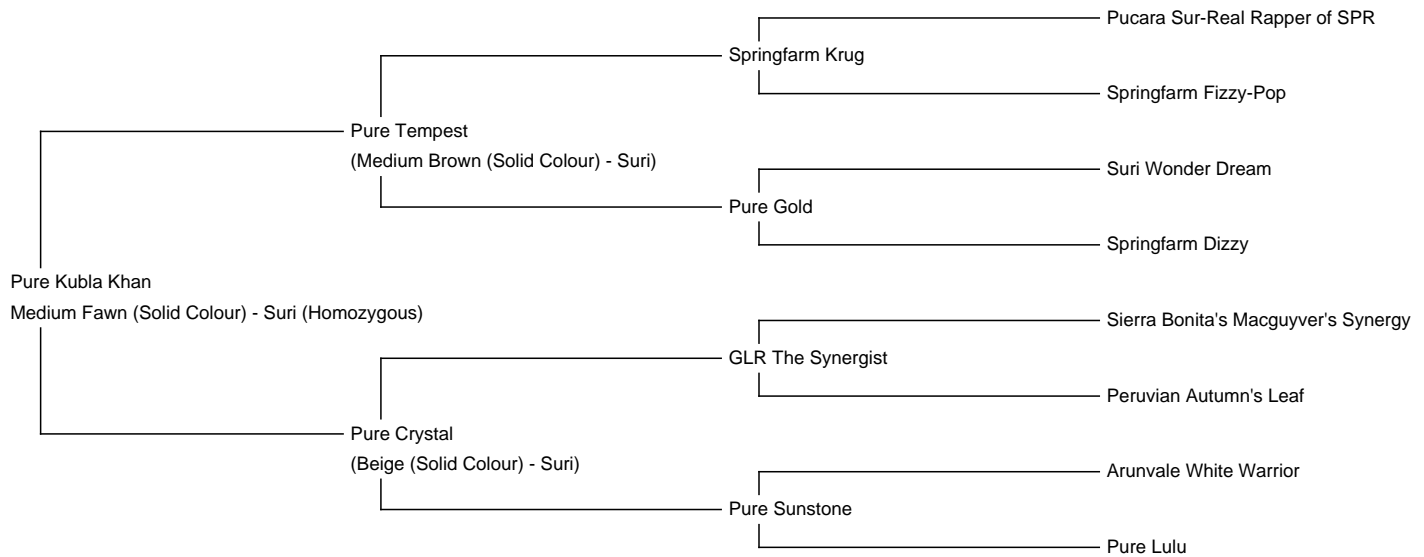 Pucara Sur-Real Rapper of SPR
Springfarm Krug
Springfarm Fizzy-Pop
Pure Tempest
(Medium Brown (Solid Colour) - Suri)
Suri Wonder Dream
Pure Gold
Springfarm Dizzy
Pure Kubla Khan
Medium Fawn (Solid Colour) - Suri (Homozygous)
Sierra Bonita's Macguyver's Synergy
GLR The Synergist
Peruvian Autumn's Leaf
Pure Crystal
(Beige (Solid Colour) - Suri)
Arunvale White Warrior
Pure Sunstone
Pure Lulu